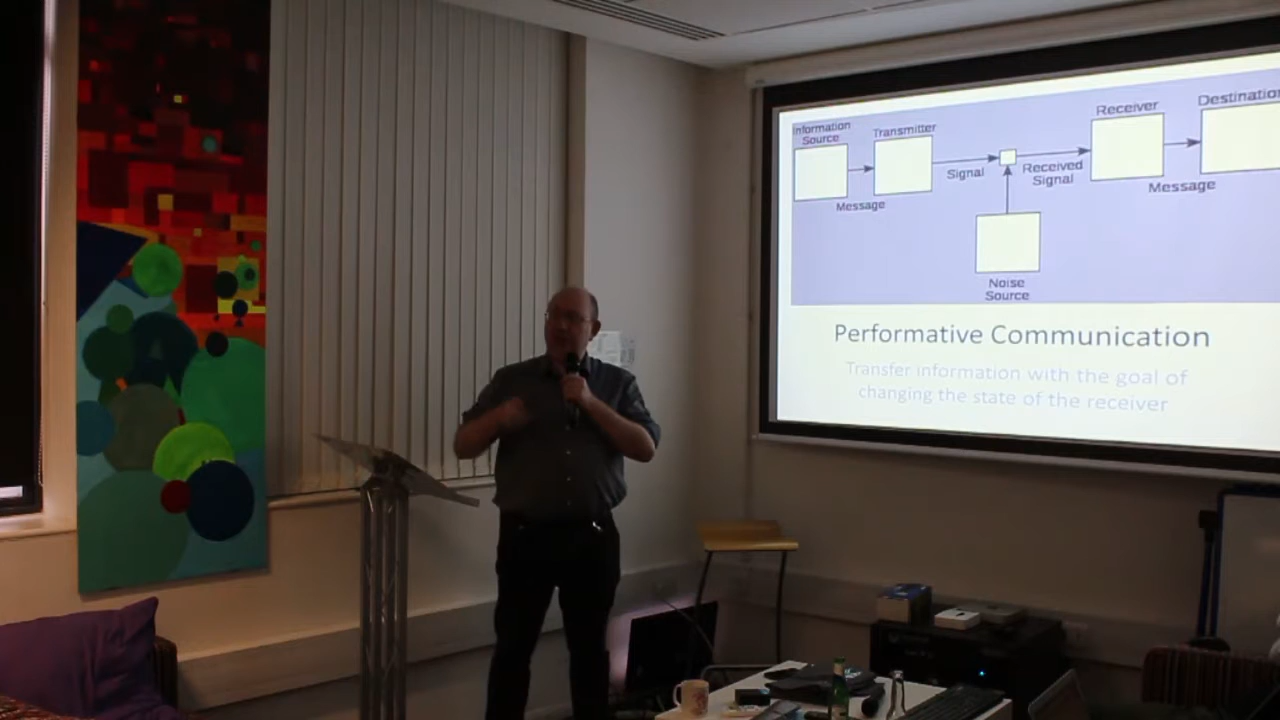 Information
Source
Transmitter
Receiver
Destination
Message
Signal
Received
Signal
Message
Noise
Source
Performative Communication
Transfer information with the goal of
changing the state of the receiver